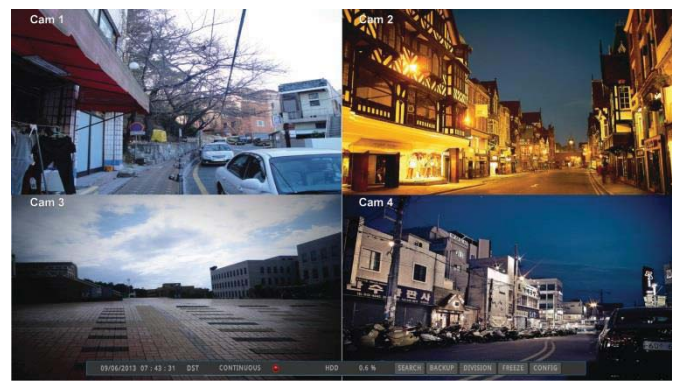 Cam 1
Cam 2
Cam 3
Cam 4
09/06/2013 07:43:31 DST CONTINUOUS HDD 0.6 % SEARCH BACKUP DIVISION FREEZE CONFIG